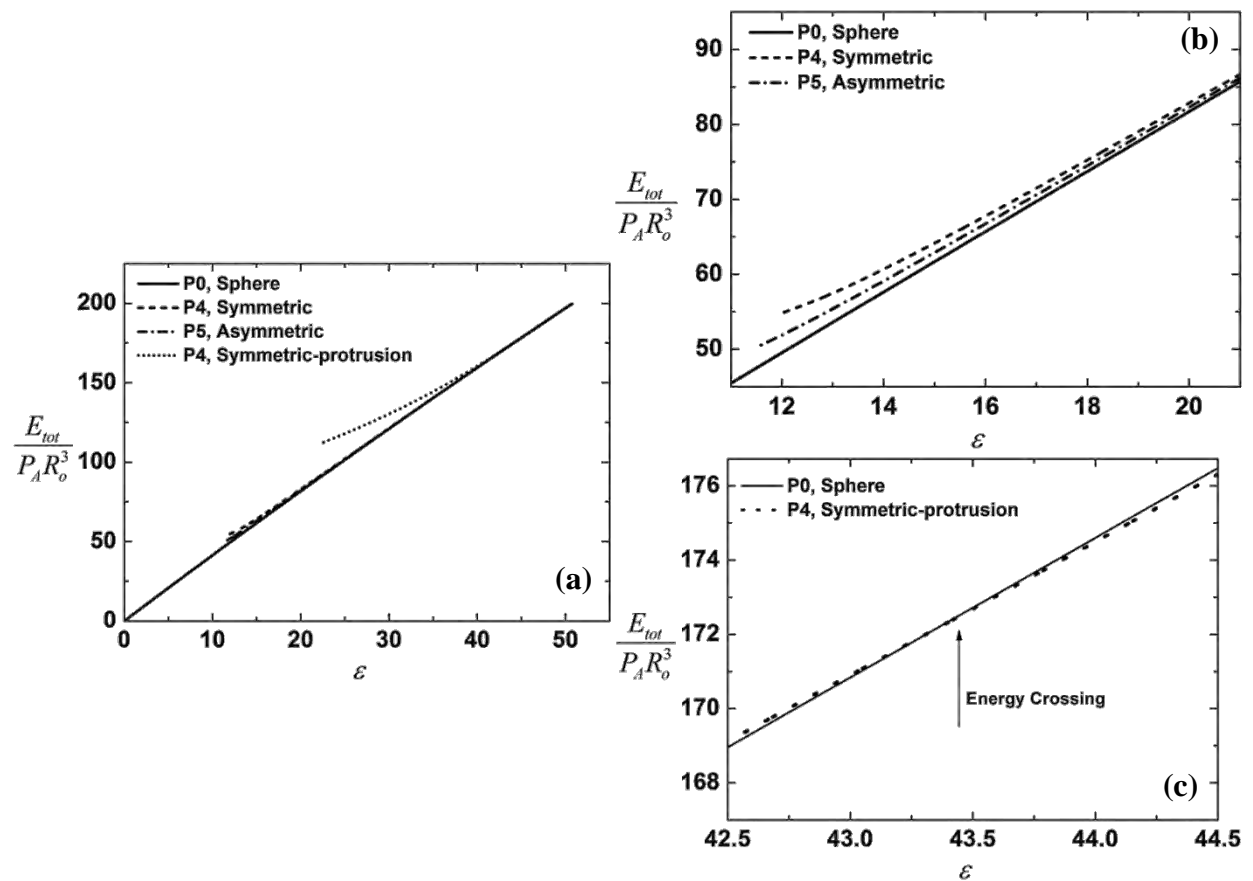 P0, Sphere
P4, Symmetric
P5, Asymmetric
P4, Symmetric-protrusion
200
150
100
50
0
E_tot
P_A R_o^3
0 10 20 30 40 50
ε
(a)
P0, Sphere
P4, Symmetric
P5, Asymmetric
(b)
90
80
70
60
50
E_tot
P_A R_o^3
12 14 16 18 20
ε
P0, Sphere
P4, Symmetric-protrusion
176
174
172
170
168
E_tot
P_A R_o^3
Energy Crossing
(c)
42.5 43.0 43.5 44.0 44.5
ε